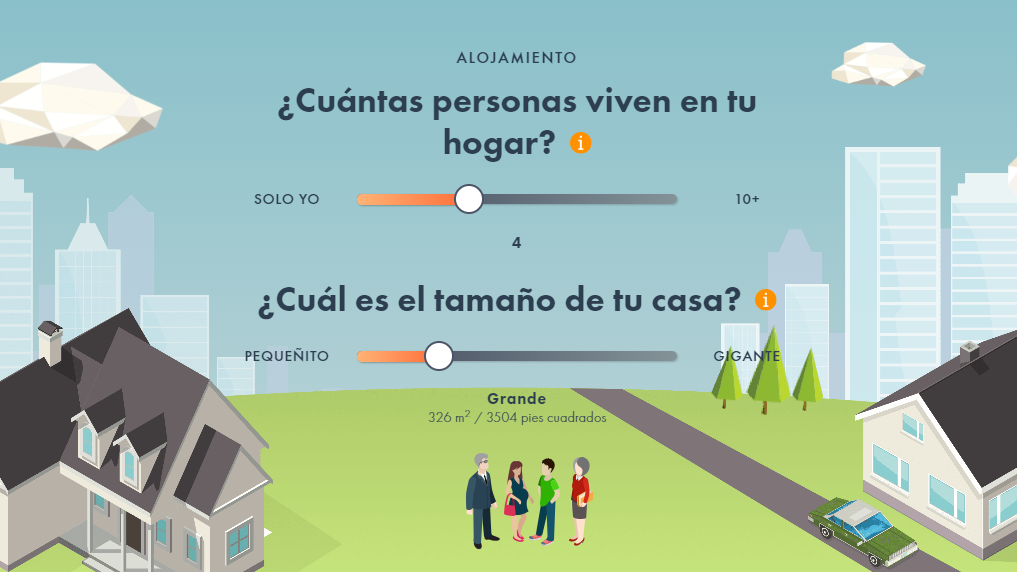 ALOJAMIENTO
¿Cuántas personas viven en tu
hogar? i
SOLO YO
10+
4
¿Cuál es el tamaño de tu casa? i
PEQUEÑITO
GIGANTE
Grande
326 m² / 3504 pies cuadrados